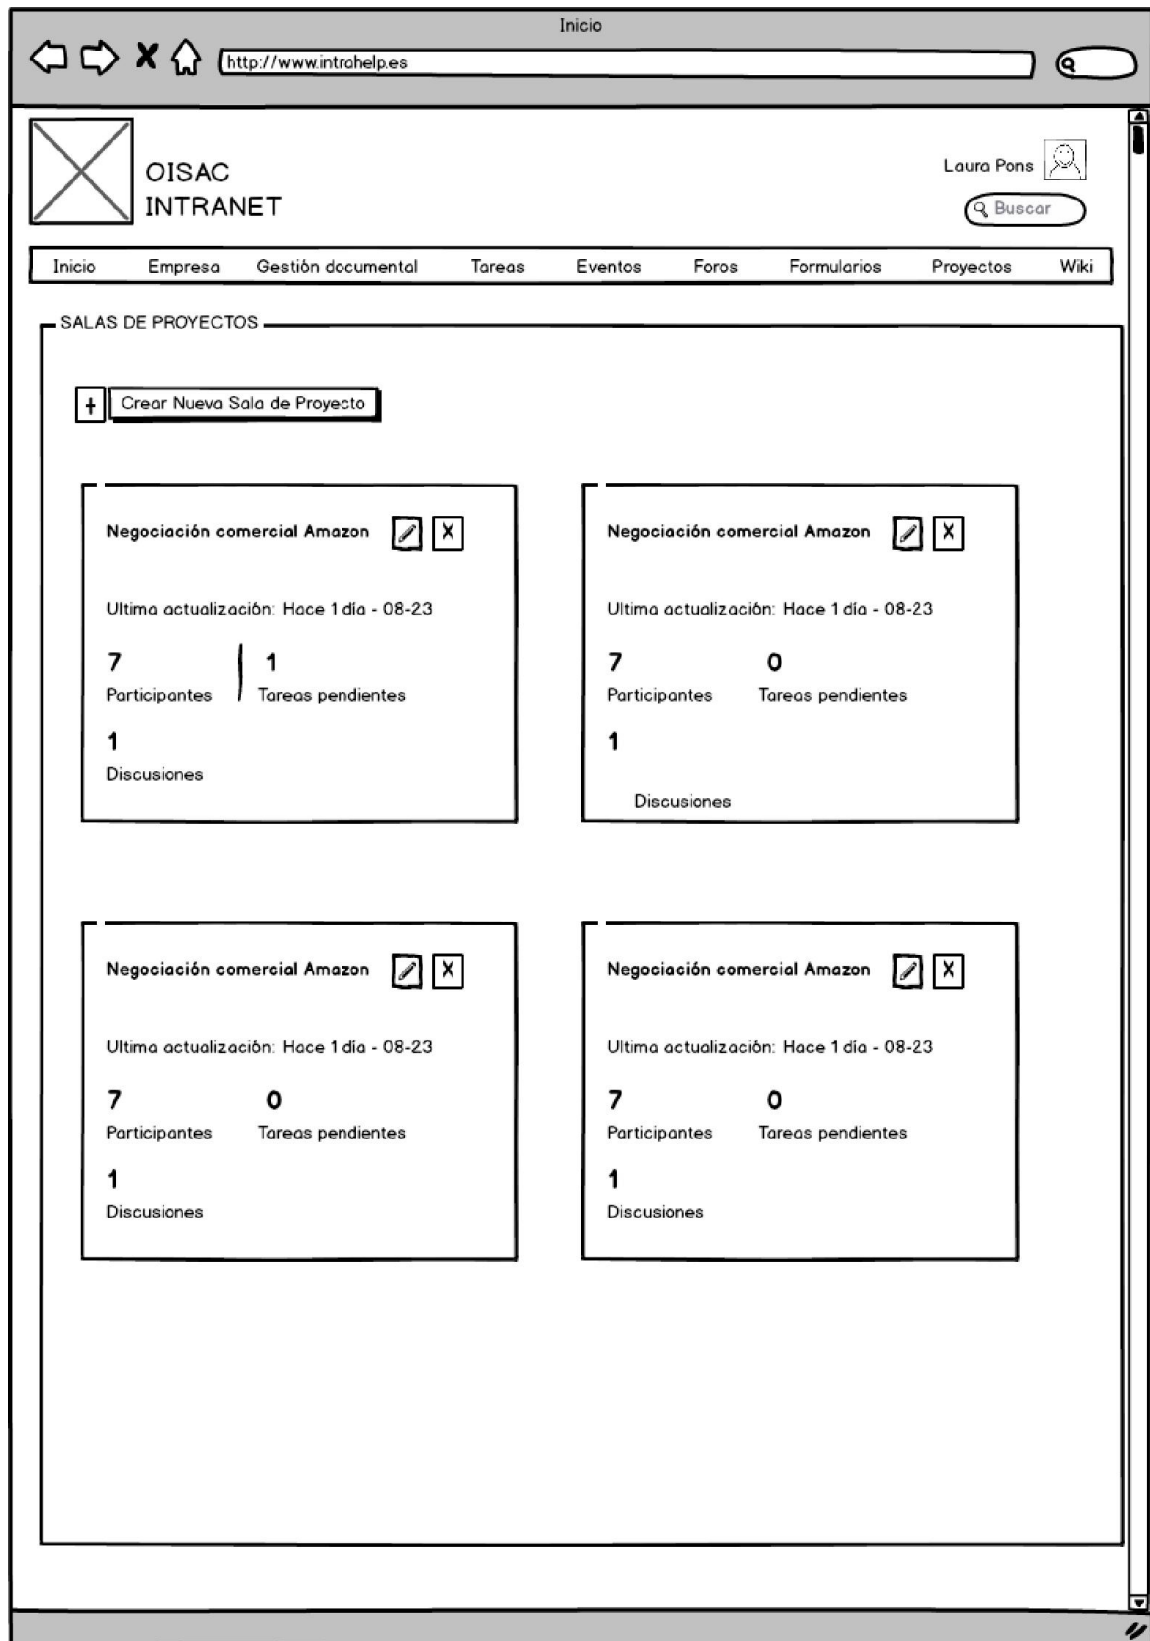 Inicio
http://www.intrahelp.es
OISAC
INTRANET
Laura Pons
Buscar
Inicio Empresa Gestión documental Tareas Eventos Foros Formularios Proyectos Wiki
SALAS DE PROYECTOS
+ Crear Nueva Sala de Proyecto
Negociación comercial Amazon X
Ultima actualización: Hace 1 día - 08-23
7 1
Participantes Tareas pendientes
1
Discusiones
Negociación comercial Amazon X
Ultima actualización: Hace 1 día - 08-23
7 0
Participantes Tareas pendientes
1
Discusiones
Negociación comercial Amazon X
Ultima actualización: Hace 1 día - 08-23
7 0
Participantes Tareas pendientes
1
Discusiones
Negociación comercial Amazon X
Ultima actualización: Hace 1 día - 08-23
7 0
Participantes Tareas pendientes
1
Discusiones